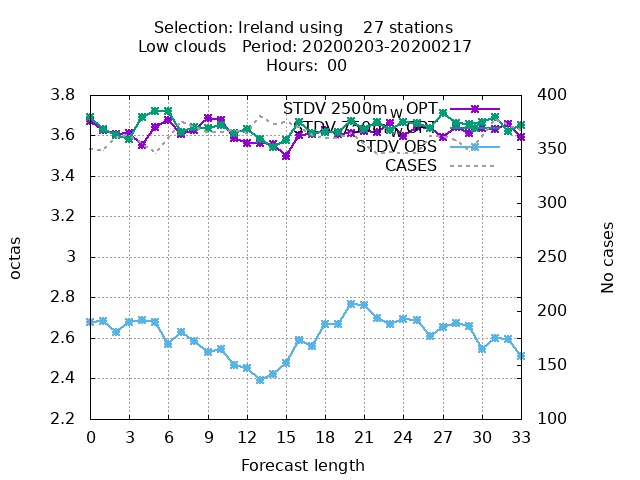 Selection: Ireland using 27 stations
Low clouds Period: 20200203-20200217
Hours: 00
3.8
3.6
3.4
3.2
3
2.8
2.6
2.4
2.2
octas
STDV 2500m W OPT
STDV W OPT
STDV OBS
CASES
400
350
300
250
200
150
100
No cases
0 3 6 9 12 15 18 21 24 27 30 33
Forecast length